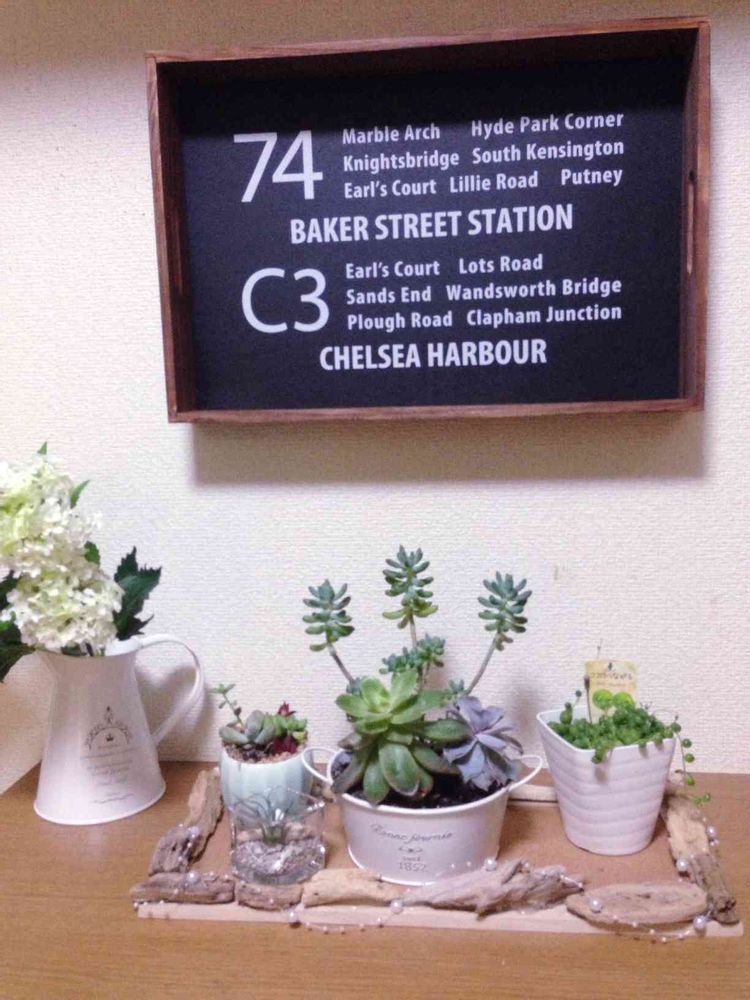 74
Marble Arch Hyde Park Corner
Knightsbridge South Kensington
Earl's Court Lillie Road Putney
BAKER STREET STATION
C3
Earl's Court Lots Road
Sands End Wandsworth Bridge
Plough Road Clapham Junction
CHELSEA HARBOUR
1857